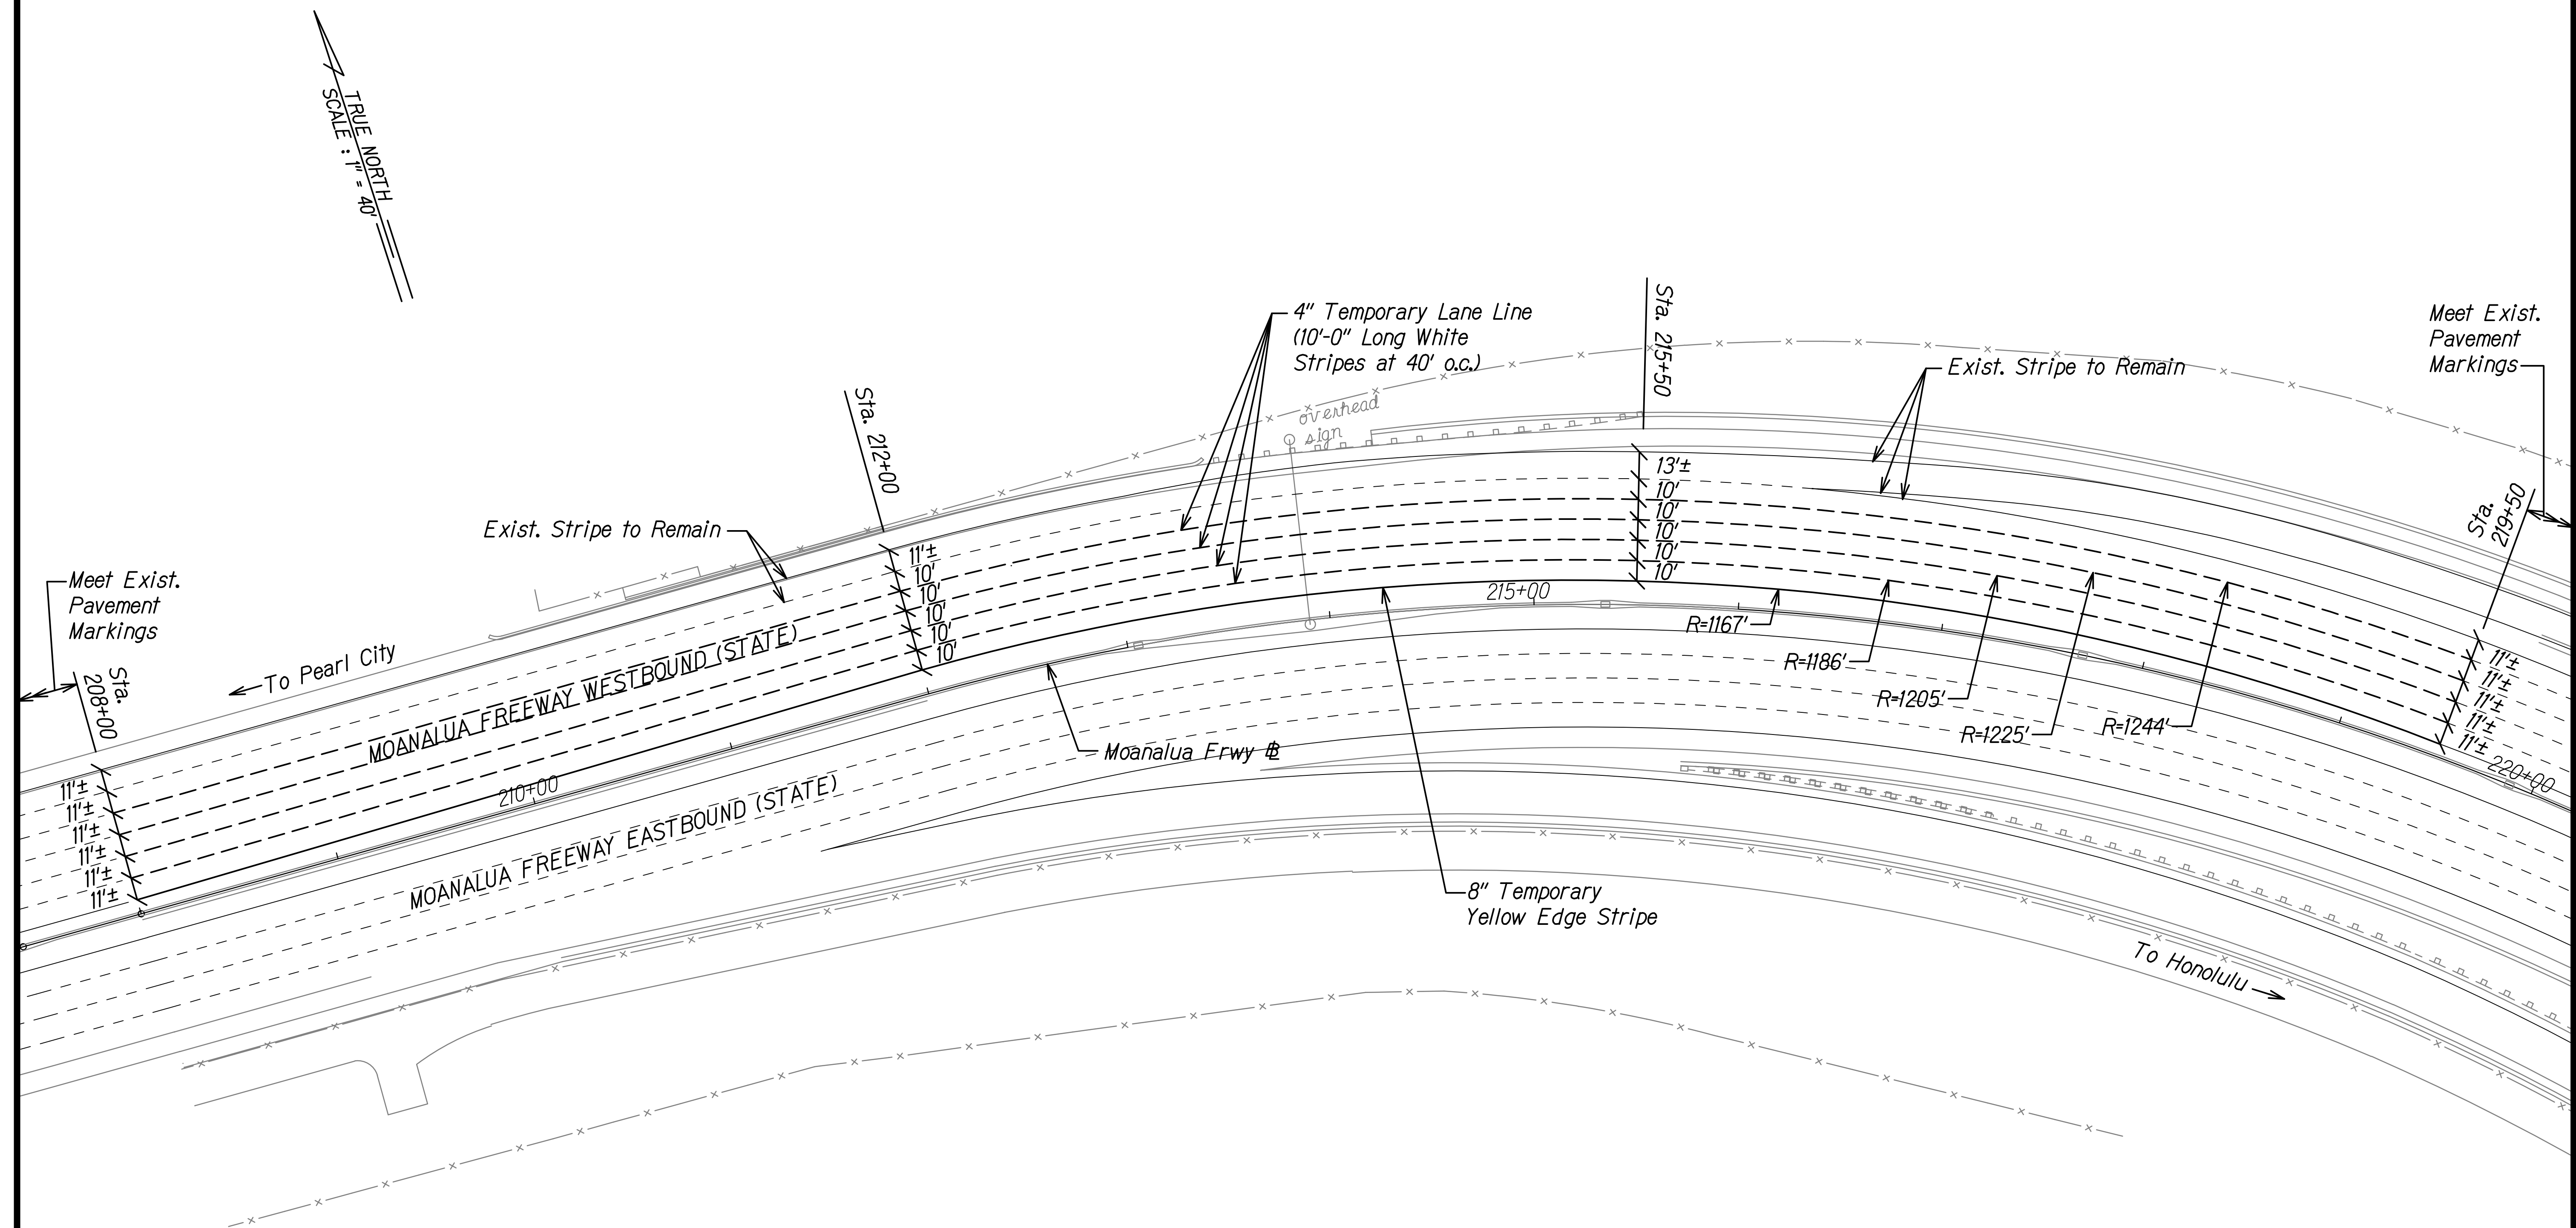 TRUE NORTH
SCALE : 1" = 40'
4" Temporary Lane Line
(10'-0" Long White
Stripes at 40' o.c.)
Sta. 215+50
Meet Exist.
Pavement
Markings
Exist. Stripe to Remain
overhead
sign
Sta. 212+00
Exist. Stripe to Remain
13'±
10'
10'
10'
10'
10'
Sta.
219+50
11'±
10'
10'
10'
10'
10'
Meet Exist.
Pavement
Markings
Sta.
208+00
To Pearl City
MOANALUA FREEWAY WESTBOUND (STATE)
215+00
R=1167'
R=1186'
R=1205'
R=1225'
R=1244'
11'±
11'±
11'±
11'±
11'±
220+00
11'±
11'±
11'±
11'±
11'±
11'±
210+00
Moanalua Frwy ℄
MOANALUA FREEWAY EASTBOUND (STATE)
8" Temporary
Yellow Edge Stripe
To Honolulu